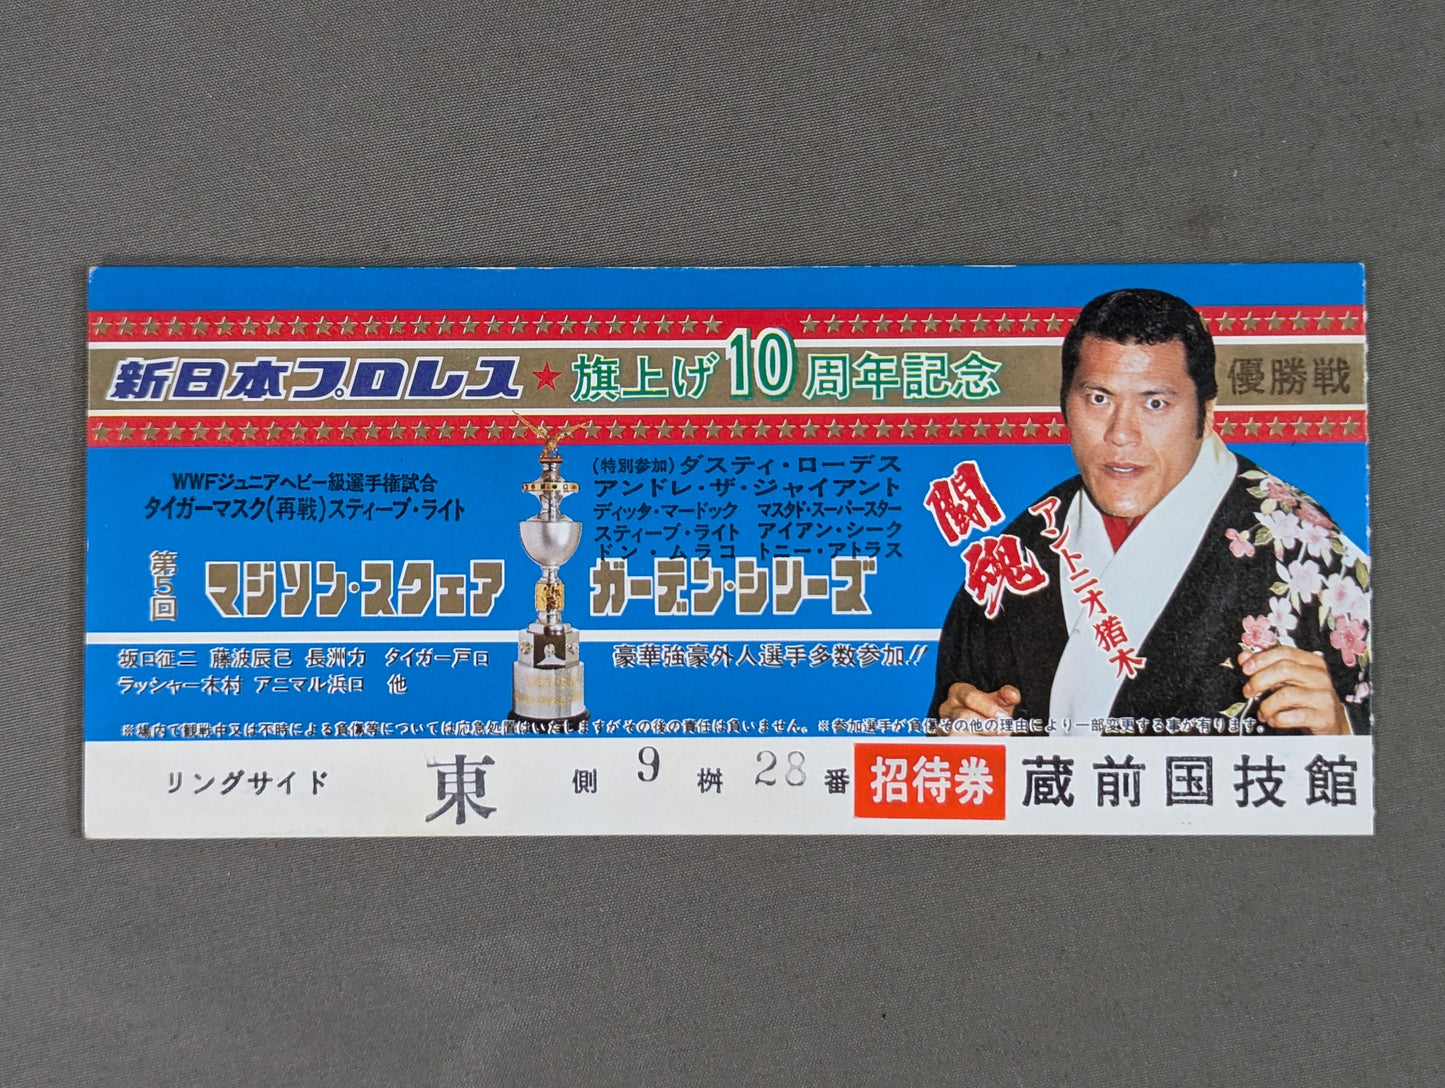 新日本プロレス★旗上げ10周年記念
優勝戦
WWFジュニアヘビー級選手権試合
タイガーマスク(再戦)スティーブ・ライト
(特別参加)ダスティ・ローデス
アンドレ・ザ・ジャイアント
ディック・マードック マスクド・スーパースター
スティーブ・ライト アイアン・シーク
ドン・ムラコ トニー・アトラス
第5回
マジソン・スクェア ガーデン・シリーズ
闘魂
アントニオ猪木
坂口征二 藤波辰己 長洲力 タイガー戸口
ラッシャー木村 アニマル浜口 他
豪華強豪外人選手多数参加!!
※場内で観戦中又は不時による負傷等については応急処置はいたしますがその後の責任は負いません。※参加選手が負傷その他の理由により一部変更する事が有ります。
リングサイド 東 側 9 桝 28 番 招待券 蔵前国技館